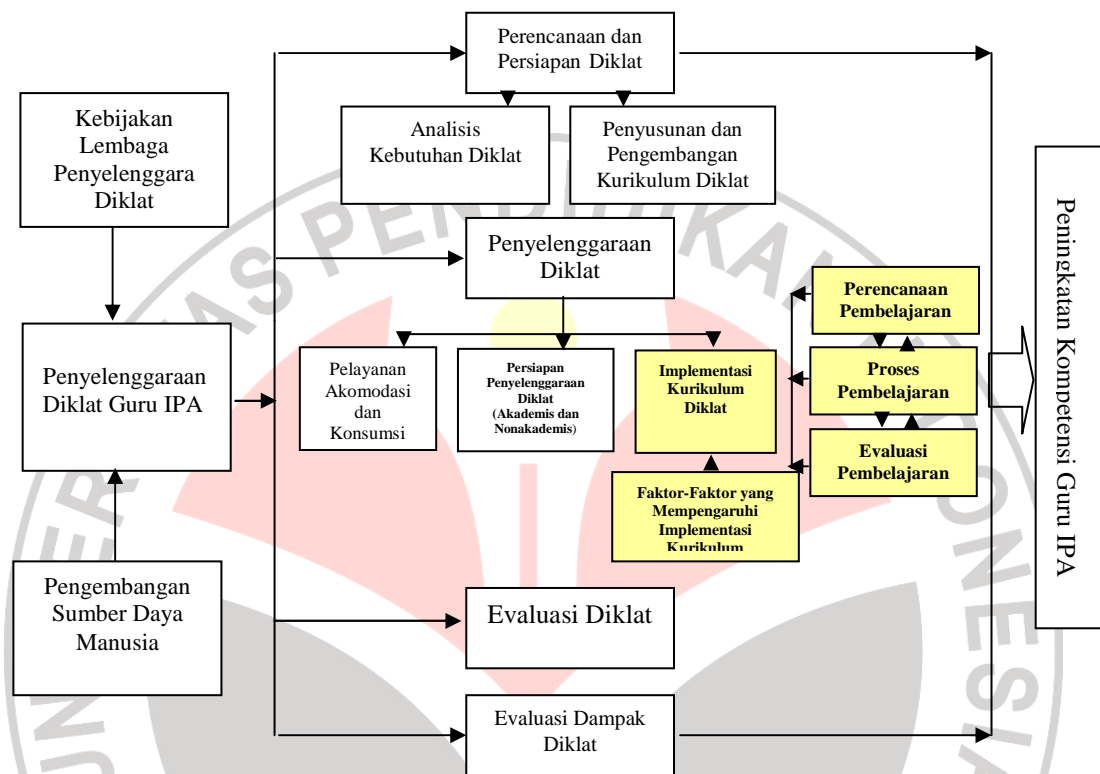 Perencanaan dan
Persiapan Diklat
Kebijakan
Lembaga
Penyelenggara
Diklat
Analisis
Kebutuhan Diklat
Penyusunan dan
Pengembangan
Kurikulum Diklat
Penyelenggaraan
Diklat
Perencanaan
Pembelajaran
Penyelenggaraan
Diklat Guru IPA
Pelayanan
Akomodasi
dan
Konsumsi
Persiapan
Penyelenggaraan
Diklat
(Akademis dan
Nonakademis)
Implementasi
Kurikulum
Diklat
Proses
Pembelajaran
Evaluasi
Pembelajaran
Faktor-Faktor yang
Mempengaruhi
Implementasi
Kurikulum
Pengembangan
Sumber Daya
Manusia
Evaluasi Diklat
Evaluasi Dampak
Diklat
Peningkatan Kompetensi Guru IPA